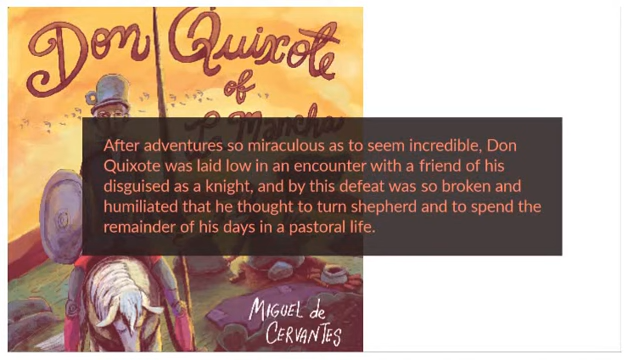 Don Quixote
of
La Mancha
After adventures so miraculous as to seem incredible, Don
Quixote was laid low in an encounter with a friend of his
disguised as a knight, and by this defeat was so broken and
humiliated that he thought to turn shepherd and to spend the
remainder of his days in a pastoral life.
MIGUEL de
CERVANTES